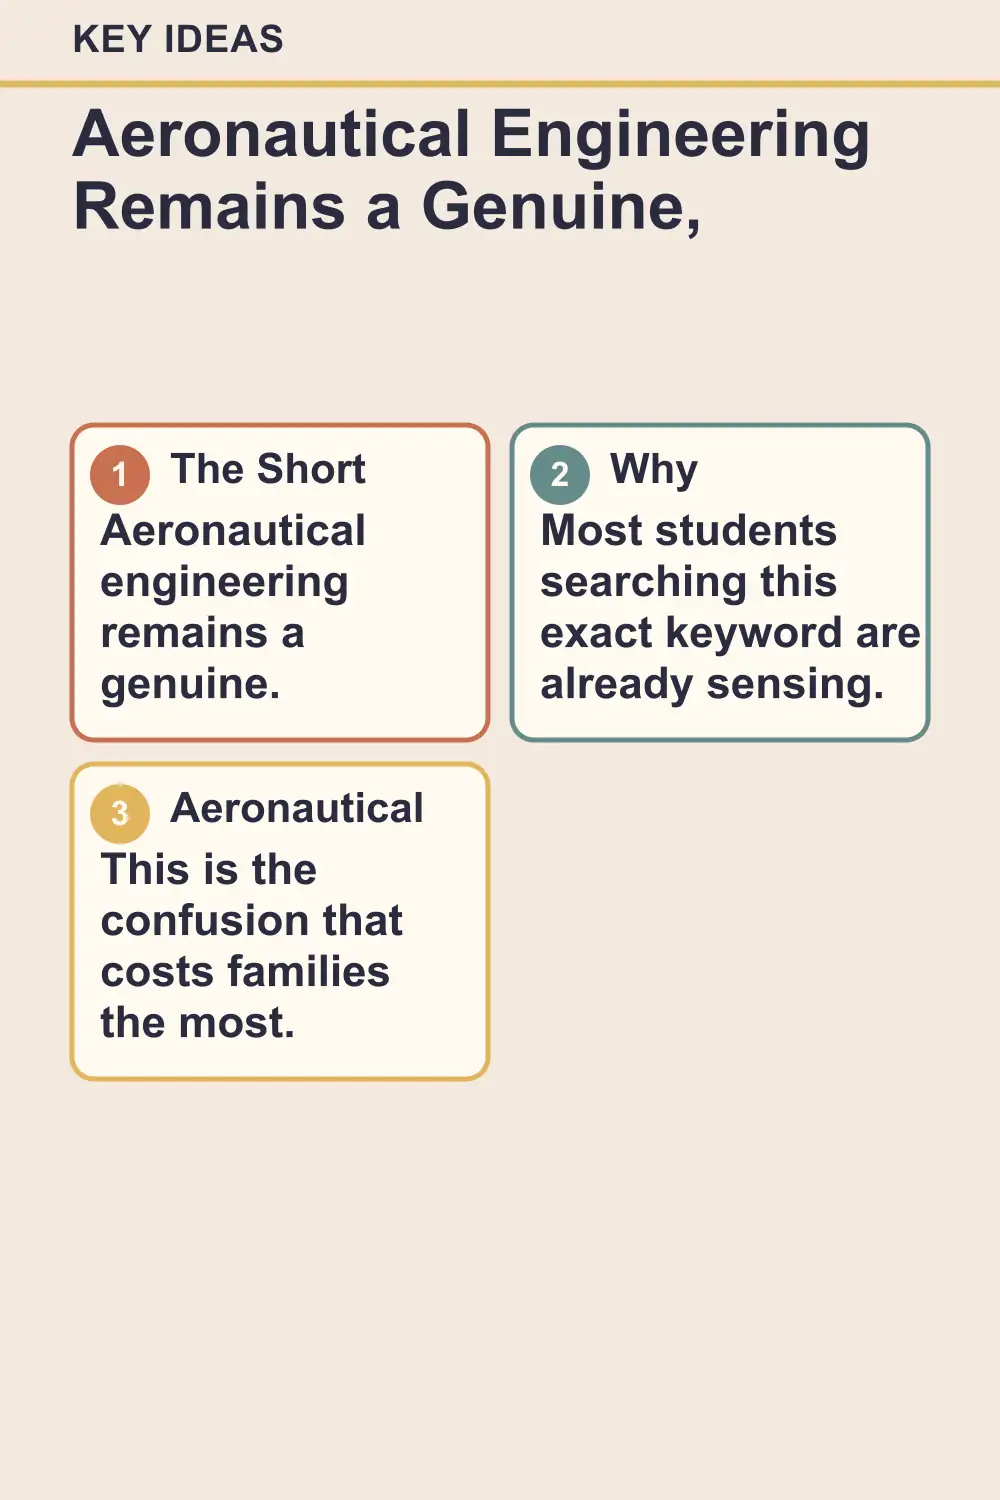 KEY IDEAS
Aeronautical Engineering
Remains a Genuine,
1 The Short
Aeronautical
engineering
remains a
genuine.
2 Why
Most students
searching this
exact keyword are
already sensing.
3 Aeronautical
This is the
confusion that
costs families
the most.